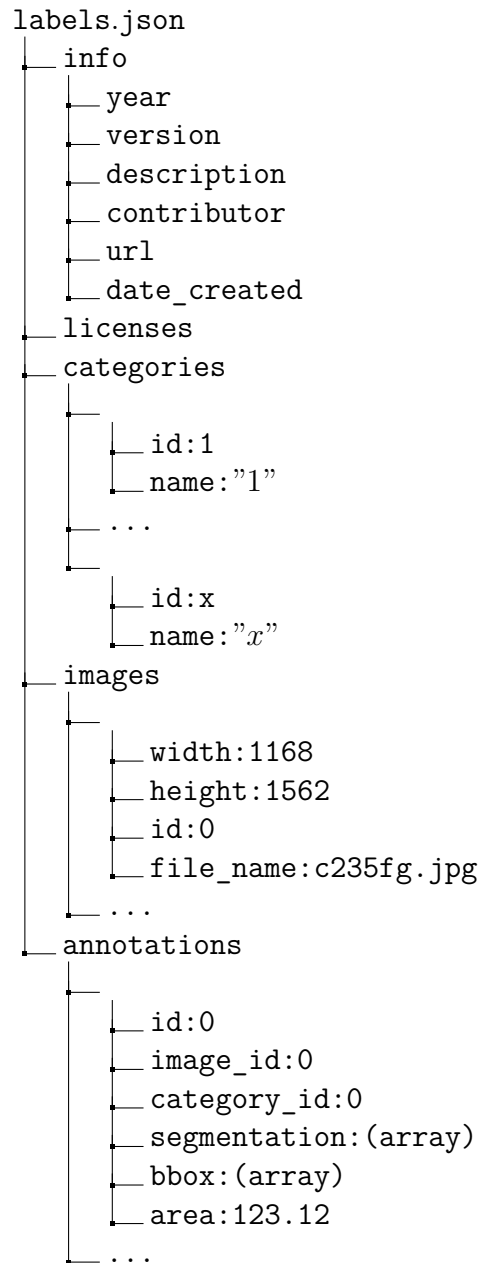 labels.json
info
year
version
description
contributor
url
date_created
licenses
categories
id:1
name:”1”
...
id:x
name:”x”
images
width:1168
height:1562
id:0
file_name:c235fg.jpg
...
annotations
id:0
image_id:0
category_id:0
segmentation:(array)
bbox:(array)
area:123.12
...